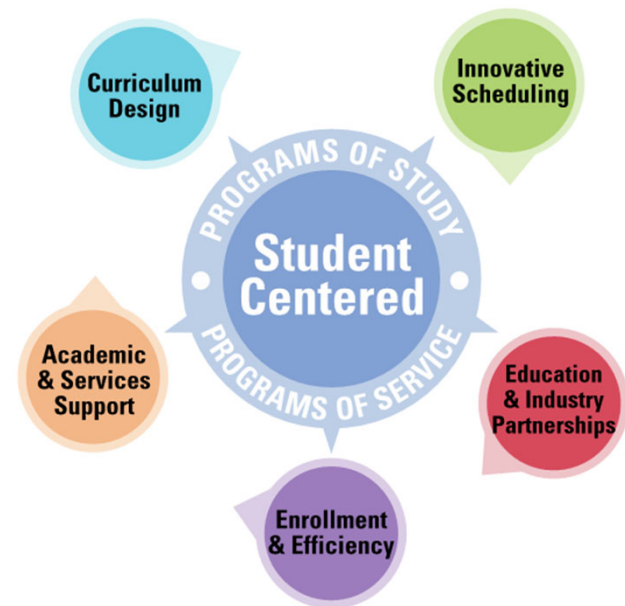 Curriculum
Design
Innovative
Scheduling
PROGRAMS OF STUDY
Student
Centered
PROGRAMS OF SERVICE
Academic
& Services
Support
Education
& Industry
Partnerships
Enrollment
& Efficiency